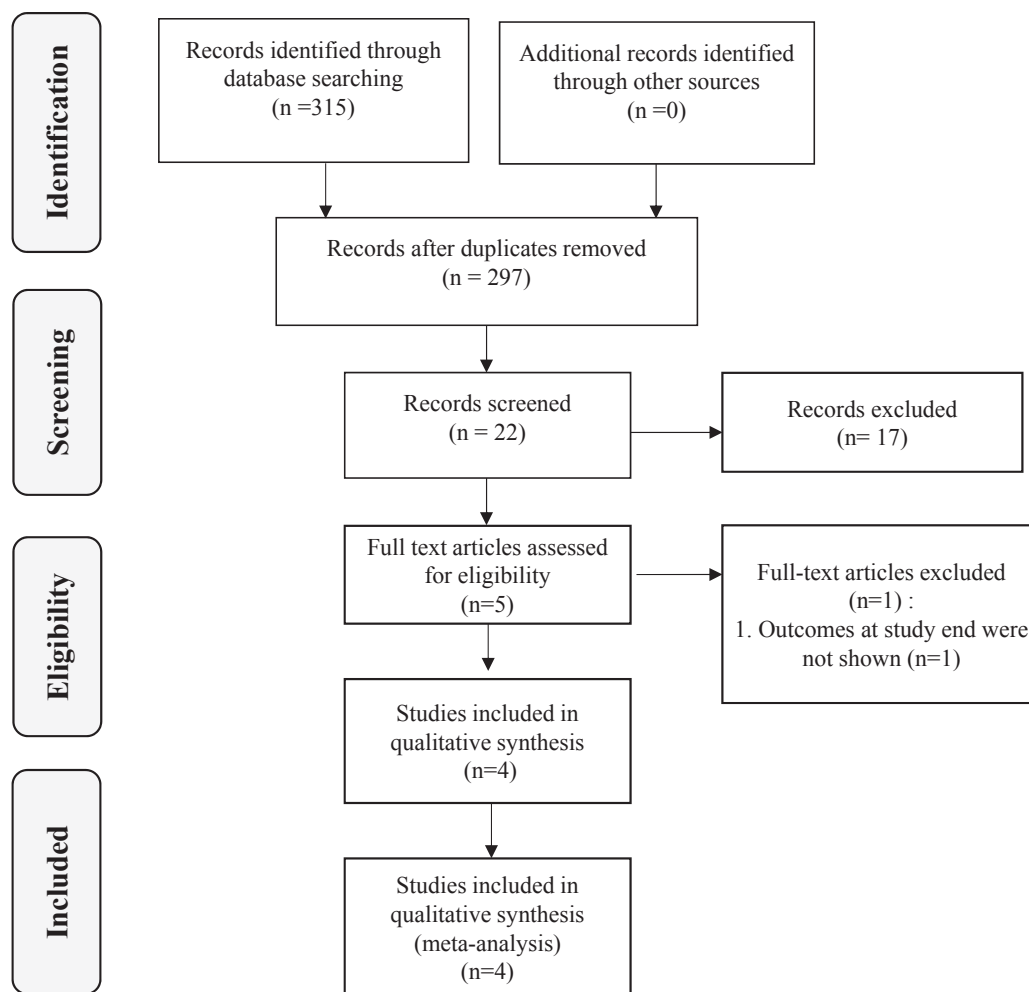 Identification
Records identified through
database searching
(n =315)
Additional records identified
through other sources
(n =0)
Records after duplicates removed
(n = 297)
Screening
Records screened
(n = 22)
Records excluded
(n= 17)
Eligibility
Full text articles assessed
for eligibility
(n=5)
Full-text articles excluded
(n=1) :
1. Outcomes at study end were
not shown (n=1)
Studies included in
qualitative synthesis
(n=4)
Included
Studies included in
qualitative synthesis
(meta-analysis)
(n=4)